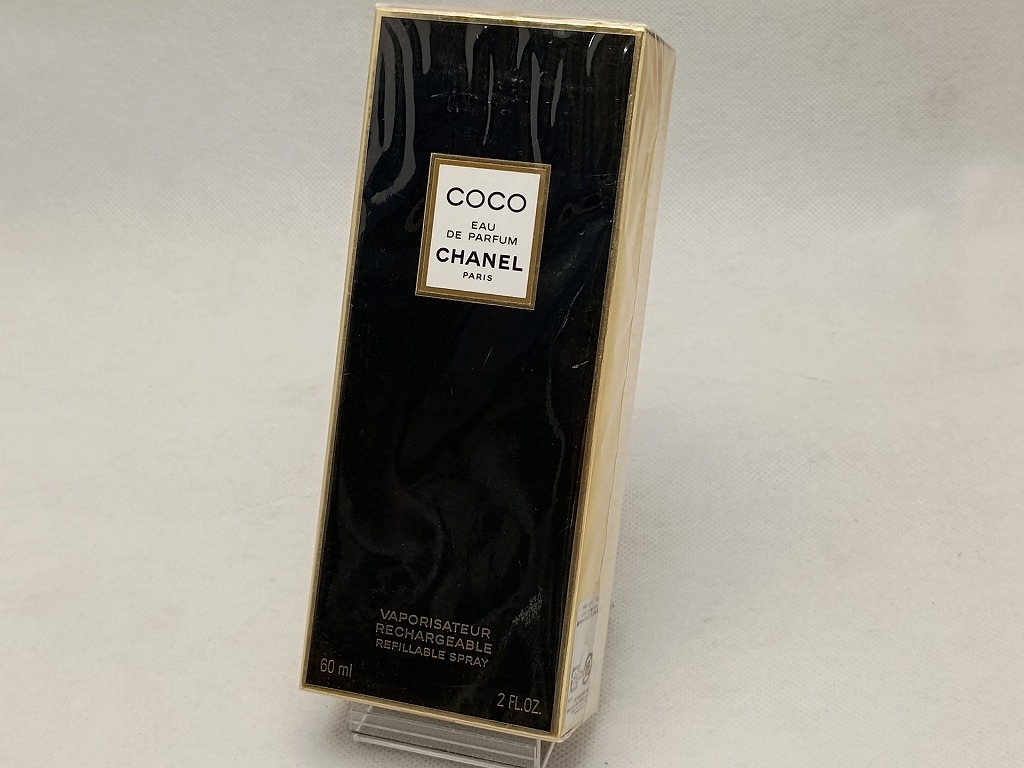 COCO
EAU
DE PARFUM
CHANEL
PARIS
VAPORISATEUR
RECHARGEABLE
REFILLABLE SPRAY
60 ml
2 FL.OZ.